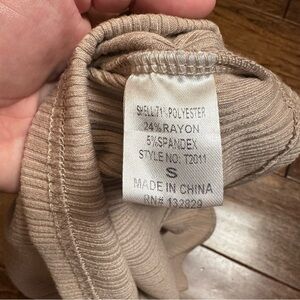 SHELL:71%POLYESTER
24%RAYON
5%SPANDEX
STYLE NO: T2011
S
MADE IN CHINA
RN# 132829